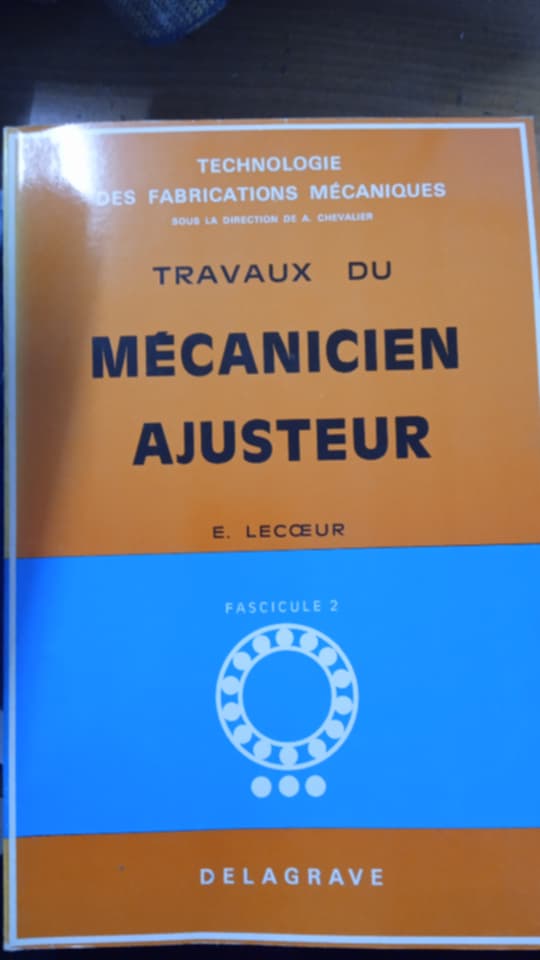 TECHNOLOGIE
DES FABRICATIONS MÉCANIQUES
SOUS LA DIRECTION DE A. CHEVALIER
TRAVAUX DU
MÉCANICIEN
AJUSTEUR
E. LECŒUR
FASCICULE 2
DELAGRAVE